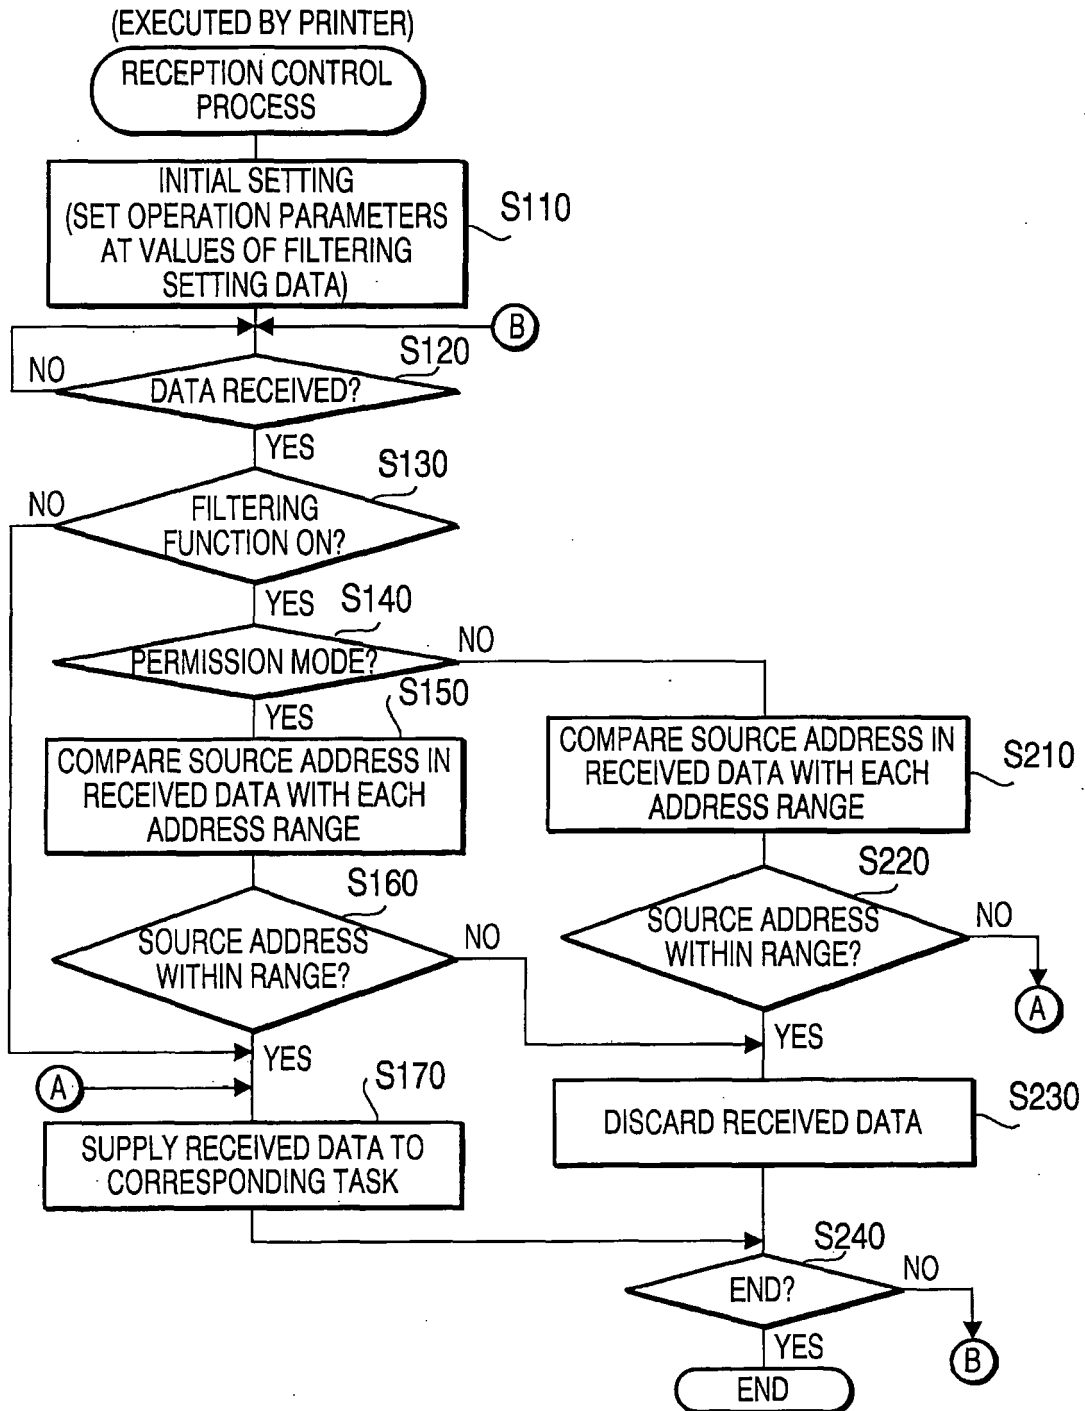 (EXECUTED BY PRINTER)
RECEPTION CONTROL
PROCESS
INITIAL SETTING
(SET OPERATION PARAMETERS
AT VALUES OF FILTERING
SETTING DATA)
S110
B
S120
NO
DATA RECEIVED?
YES
S130
NO
FILTERING
FUNCTION ON?
YES
S140
NO
PERMISSION MODE?
S150
YES
COMPARE SOURCE ADDRESS IN
RECEIVED DATA WITH EACH
ADDRESS RANGE
COMPARE SOURCE ADDRESS IN
RECEIVED DATA WITH EACH
ADDRESS RANGE
S210
S160
SOURCE ADDRESS
WITHIN RANGE?
NO
S220
SOURCE ADDRESS
WITHIN RANGE?
NO
A
YES
YES
A
S170
SUPPLY RECEIVED DATA TO
CORRESPONDING TASK
DISCARD RECEIVED DATA
S230
S240
END?
NO
B
YES
END